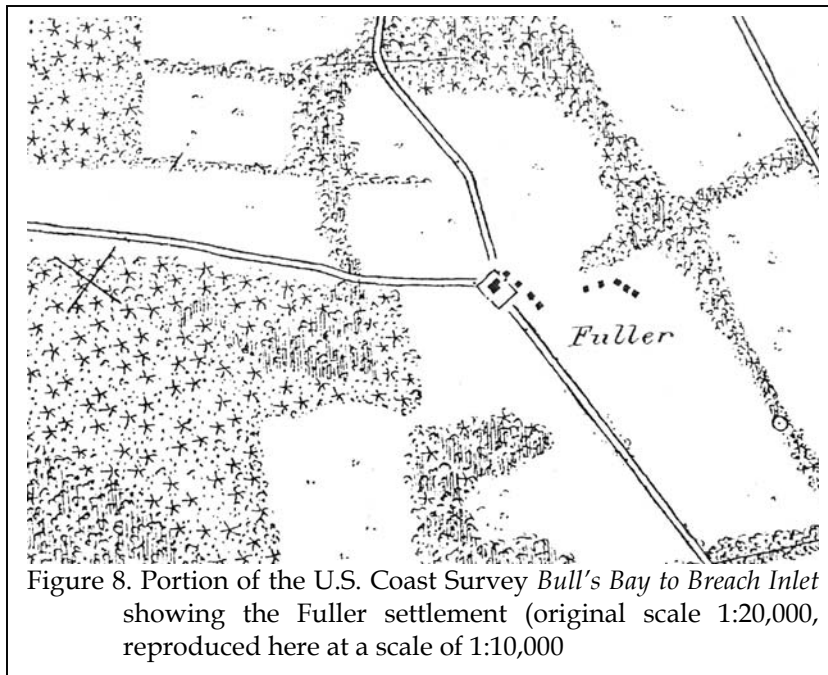 Fuller
Figure 8. Portion of the U.S. Coast Survey Bull's Bay to Breach Inlet
showing the Fuller settlement (original scale 1:20,000,
reproduced here at a scale of 1:10,000